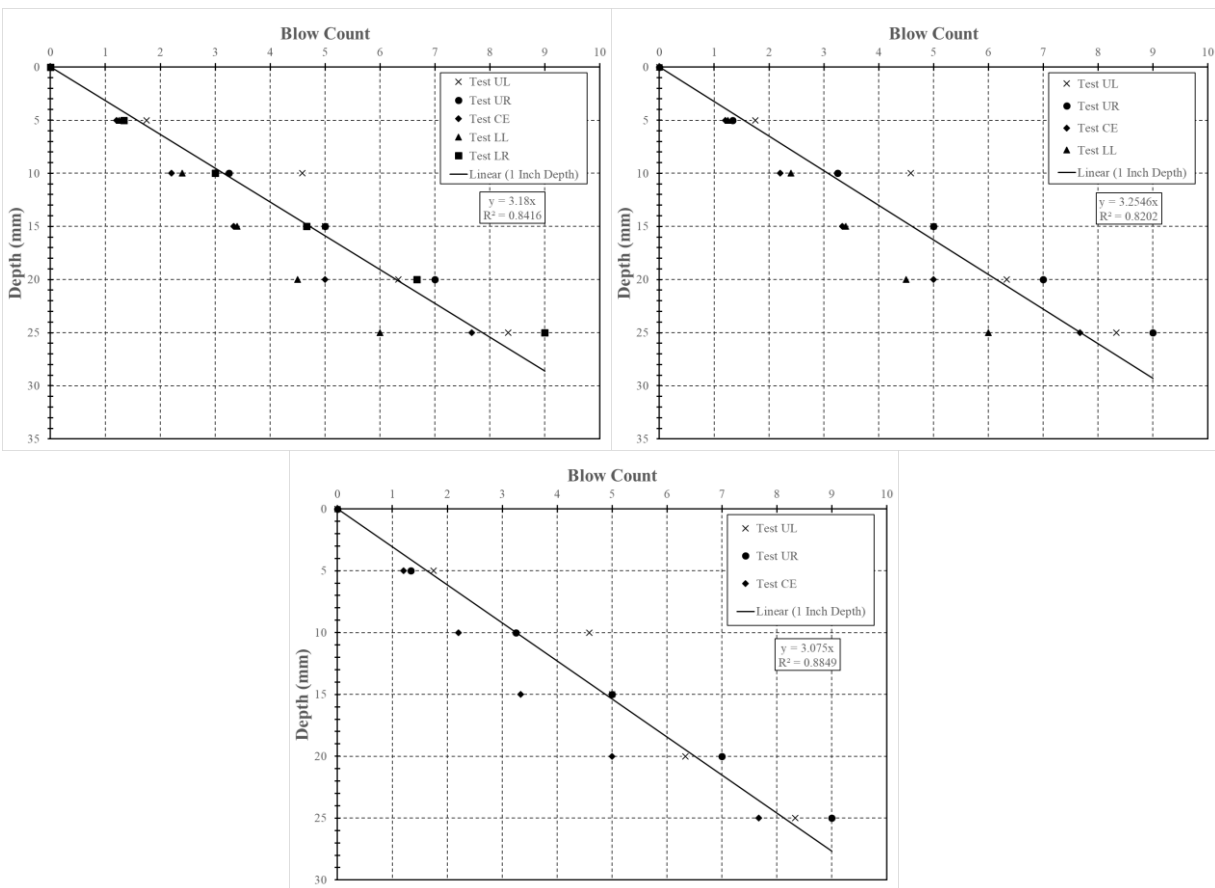 Blow Count
0 1 2 3 4 5 6 7 8 9 10
0
5
10
15
20
25
30
35
Depth (mm)
Test UL
Test UR
Test CE
Test LL
Test LR
Linear (1 Inch Depth)
y = 3.18x
R² = 0.8416
Blow Count
0 1 2 3 4 5 6 7 8 9 10
0
5
10
15
20
25
30
35
Depth (mm)
Test UL
Test UR
Test CE
Test LL
Linear (1 Inch Depth)
y = 3.2546x
R² = 0.8202
Blow Count
0 1 2 3 4 5 6 7 8 9 10
0
5
10
15
20
25
30
Depth (mm)
Test UL
Test UR
Test CE
Linear (1 Inch Depth)
y = 3.075x
R² = 0.8849